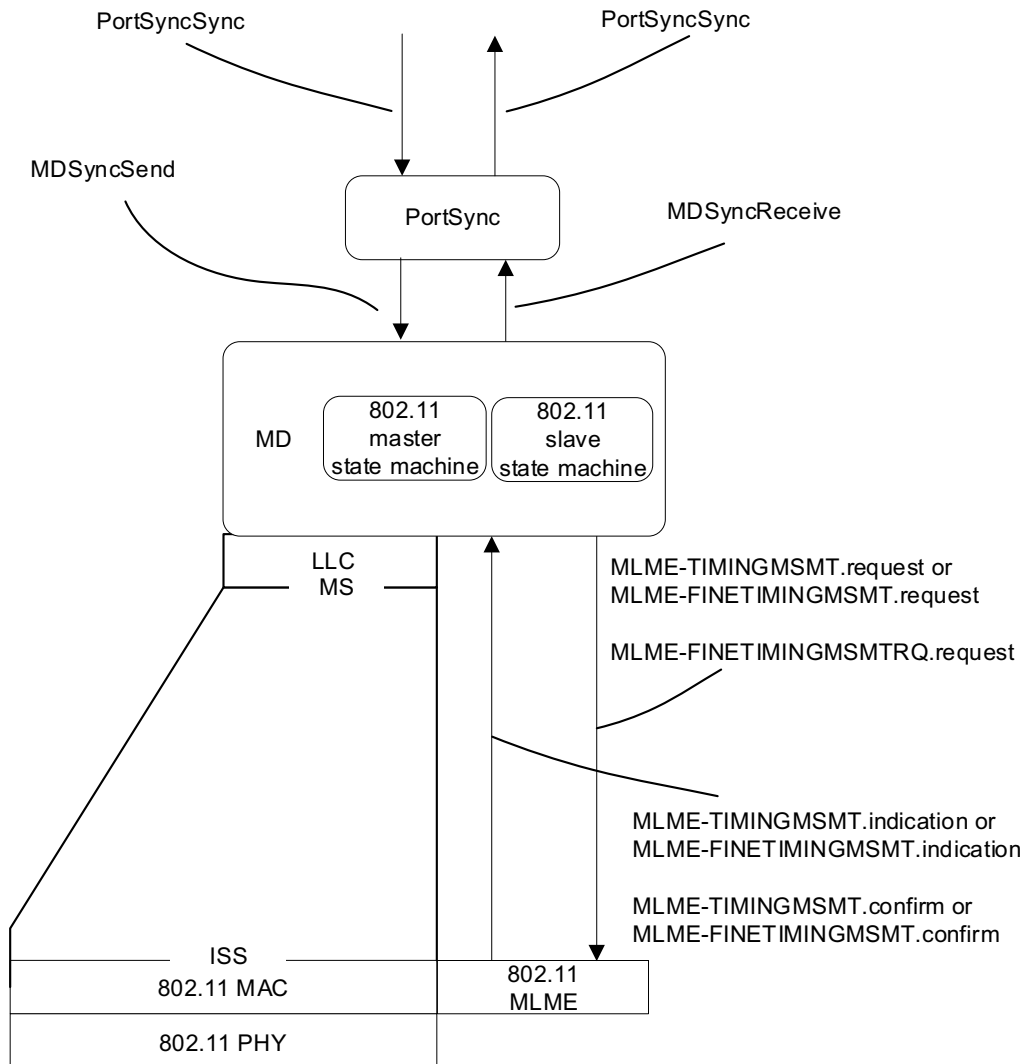 PortSyncSync
PortSyncSync
MDSyncSend
PortSync
MDSyncReceive
MD
802.11
master
state machine
802.11
slave
state machine
LLC
MS
MLME-TIMINGMSMT.request or
MLME-FINETIMINGMSMT.request
MLME-FINETIMINGMSMTRQ.request
MLME-TIMINGMSMT.indication or
MLME-FINETIMINGMSMT.indication
MLME-TIMINGMSMT.confirm or
MLME-FINETIMINGMSMT.confirm
ISS
802.11 MAC
802.11
MLME
802.11 PHY